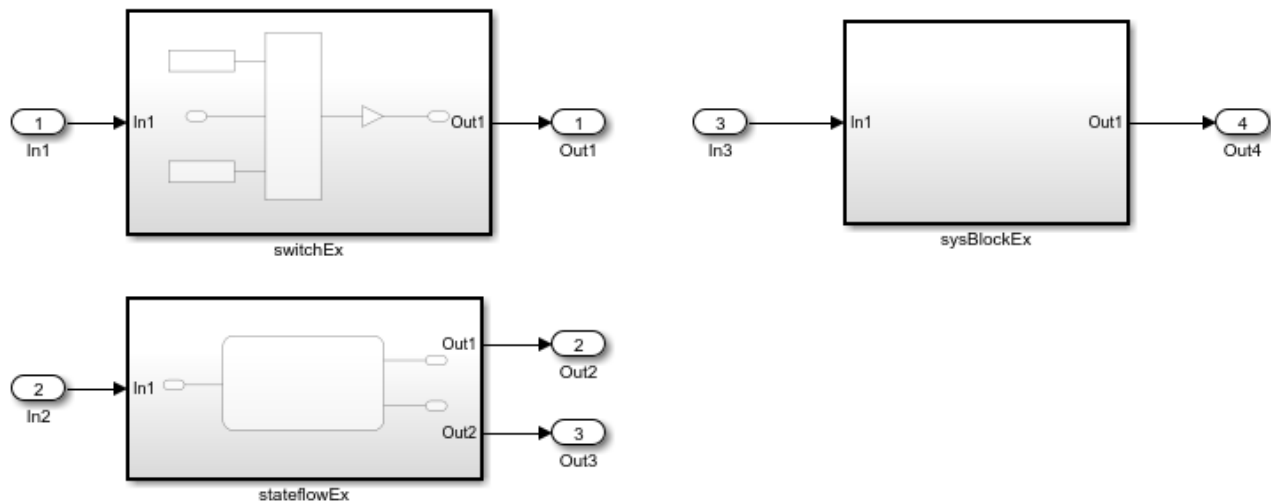 1
In1
In1
Out1
1
Out1
switchEx
3
In3
In1
Out1
4
Out4
sysBlockEx
2
In2
In1
Out1
Out2
2
Out2
3
Out3
stateflowEx